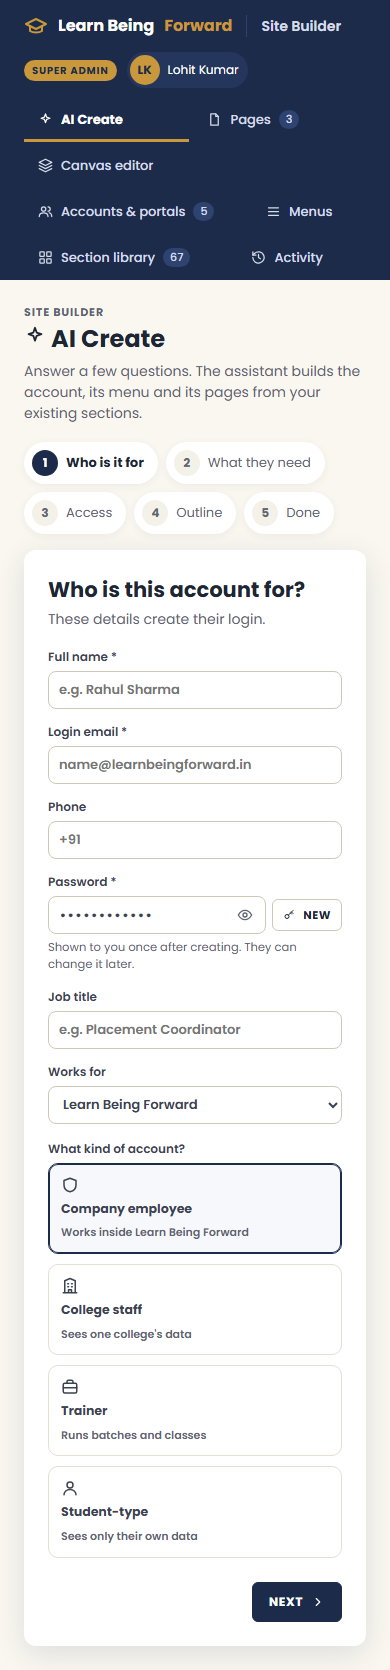 Learn Being Forward Site Builder
SUPER ADMIN LK Lohit Kumar
AI Create Pages 3
Canvas editor
Accounts & portals 5 Menus
Section library 67 Activity
SITE BUILDER
AI Create
Answer a few questions. The assistant builds the
account, its menu and its pages from your
existing sections.
1 Who is it for 2 What they need
3 Access 4 Outline 5 Done
Who is this account for?
These details create their login.
Full name *
e.g. Rahul Sharma
Login email *
name@learnbeingforward.in
Phone
+91
Password *
•••••••••••• NEW
Shown to you once after creating. They can
change it later.
Job title
e.g. Placement Coordinator
Works for
Learn Being Forward
What kind of account?
Company employee
Works inside Learn Being Forward
College staff
Sees one college's data
Trainer
Runs batches and classes
Student-type
Sees only their own data
NEXT